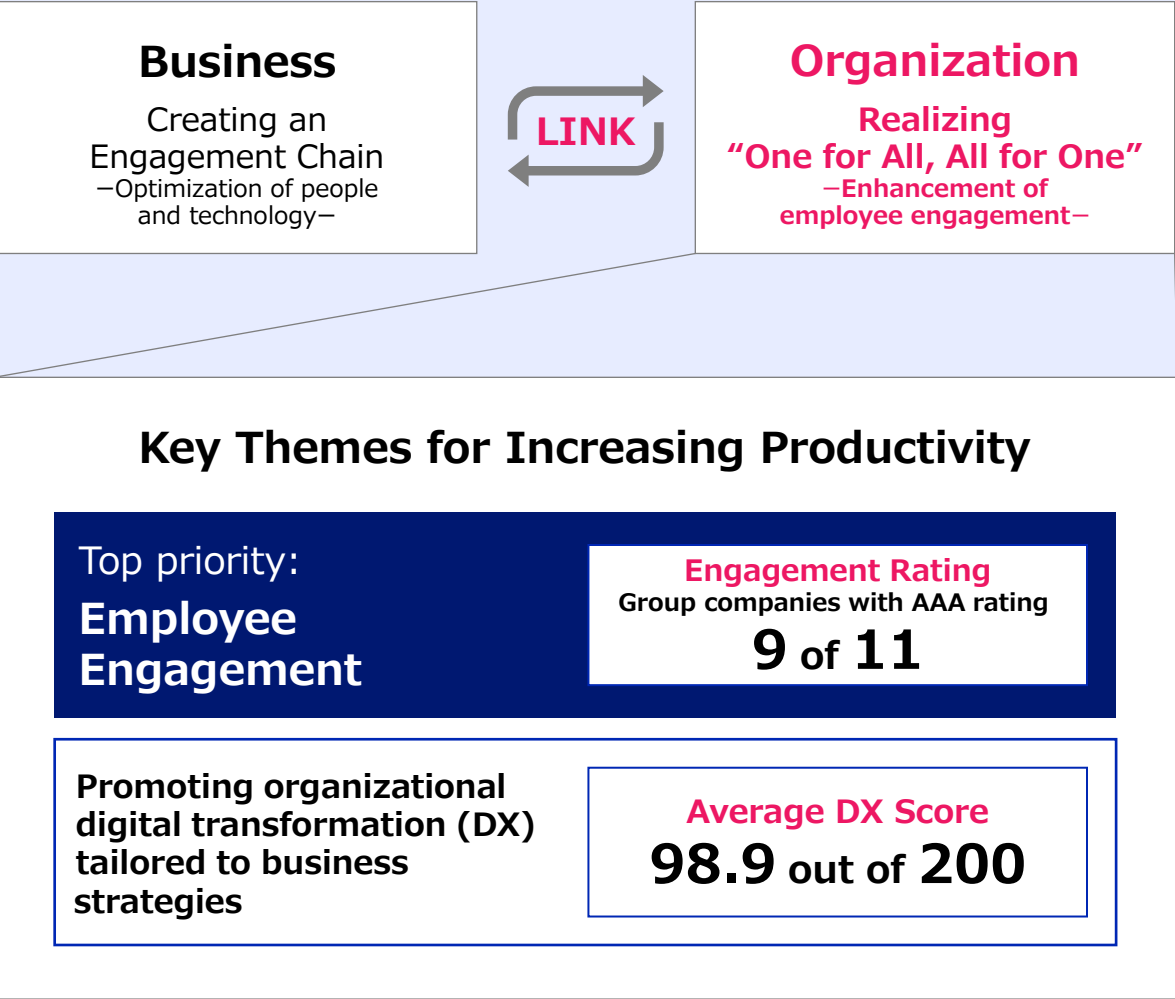 Business
Creating an
Engagement Chain
−Optimization of people
and technology−
LINK
Organization
Realizing
“One for All, All for One”
−Enhancement of
employee engagement−
Key Themes for Increasing Productivity
Top priority:
Employee
Engagement
Engagement Rating
Group companies with AAA rating
9 of 11
Promoting organizational
digital transformation (DX)
tailored to business
strategies
Average DX Score
98.9 out of 200